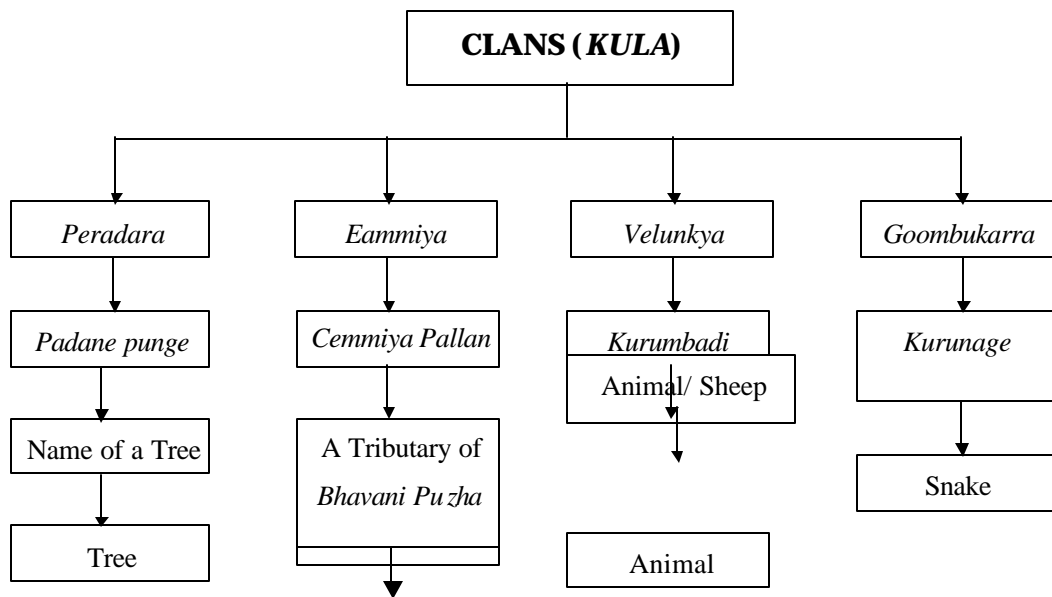 CLANS (KULA)
Peradara
Eammiya
Velunkya
Goombukarra
Padane punge
Cemmiya Pallan
Kurumbadi
Kurunage
Animal/ Sheep
Name of a Tree
A Tributary of
Bhavani Puzha
Snake
Tree
Animal